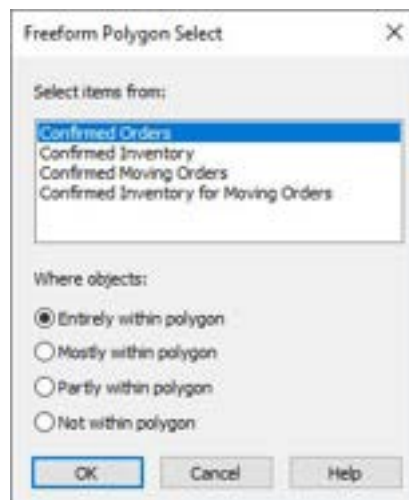 Freeform Polygon Select
Select items from:
Confirmed Orders
Confirmed Inventory
Confirmed Moving Orders
Confirmed Inventory for Moving Orders
Where objects:
Entirely within polygon
Mostly within polygon
Partly within polygon
Not within polygon
OK Cancel Help